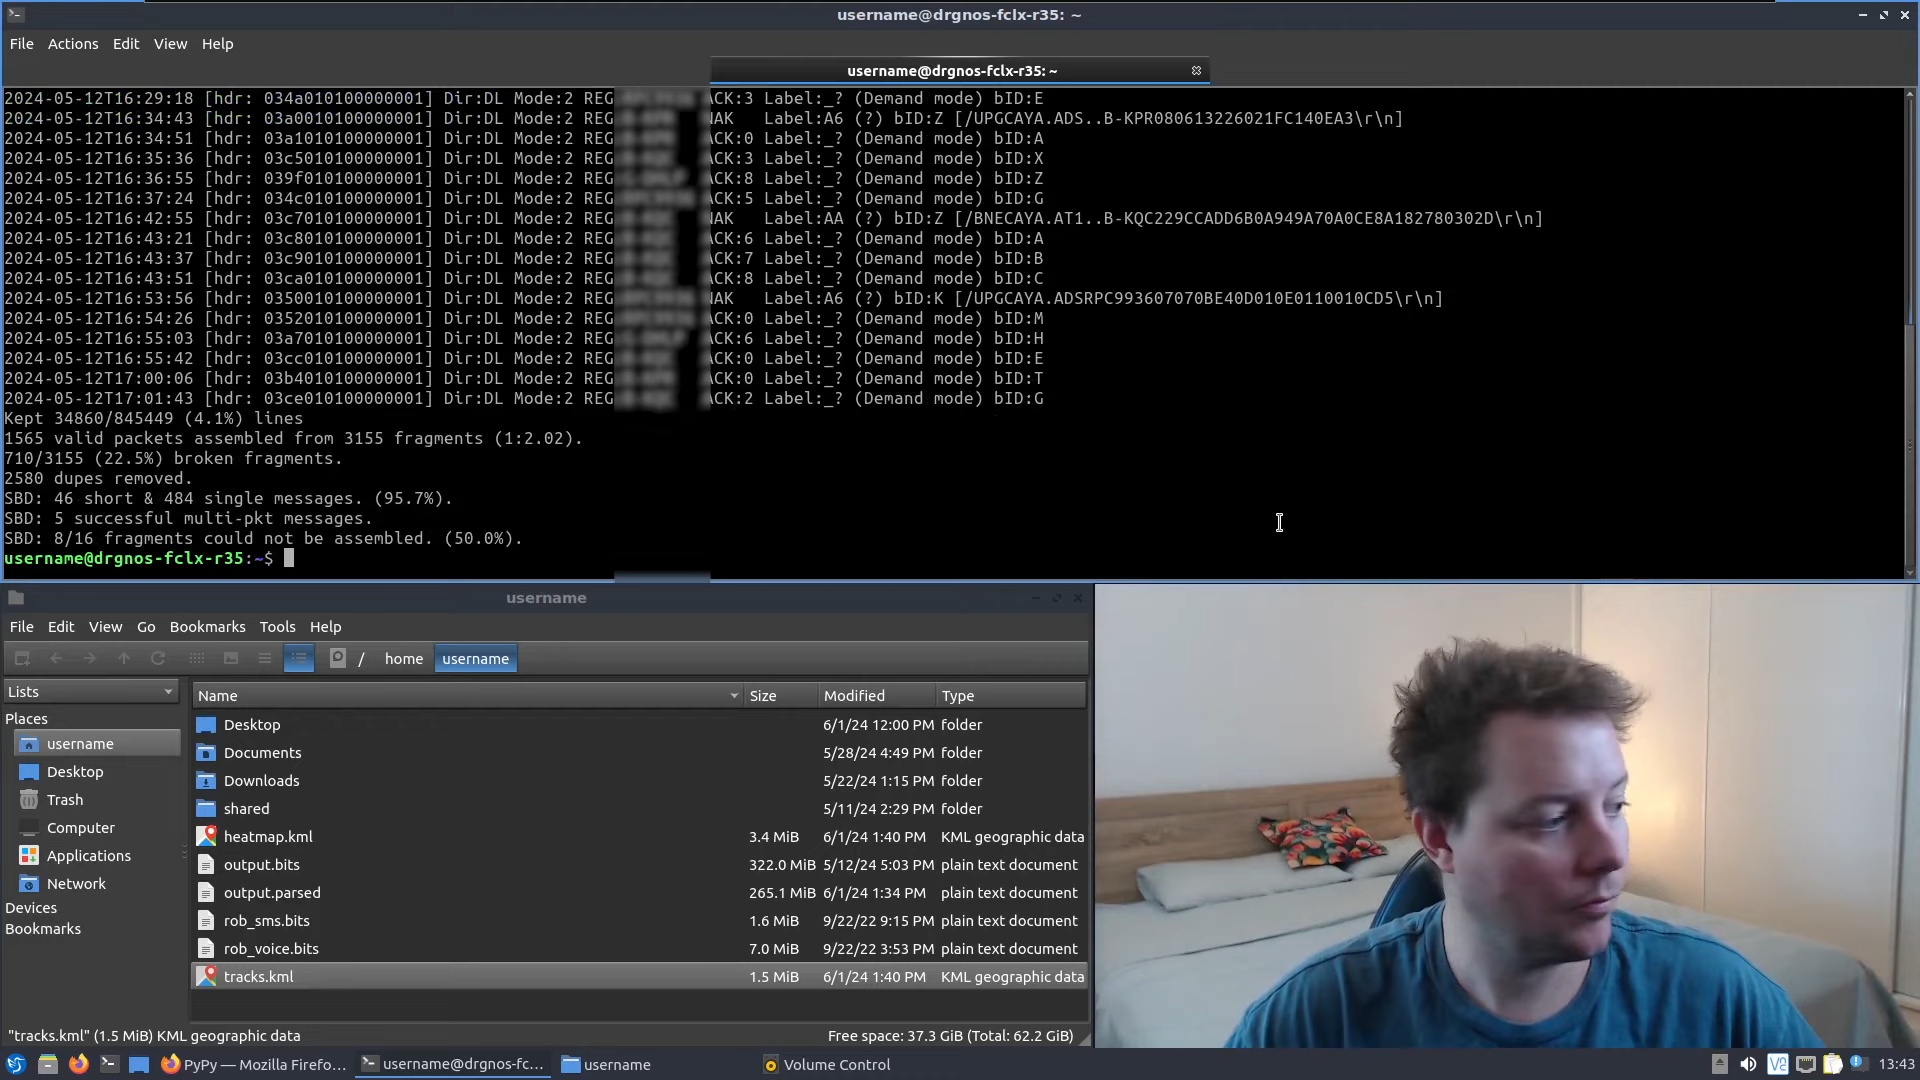 username@drgnos-fclx-r35: ~
File Actions Edit View Help
username@drgnos-fclx-r35: ~
2024-05-12T16:29:18 [hdr: 034a010100000001] Dir:DL Mode:2 REG ACK:3 Label:_? (Demand mode) bID:E
2024-05-12T16:34:43 [hdr: 03a0010100000001] Dir:DL Mode:2 REG NAK Label:A6 (?) bID:Z [/UPGCAYA.ADS..B-KPR080613226021FC140EA3\r\n]
2024-05-12T16:34:51 [hdr: 03a1010100000001] Dir:DL Mode:2 REG ACK:0 Label:_? (Demand mode) bID:A
2024-05-12T16:35:36 [hdr: 03c5010100000001] Dir:DL Mode:2 REG ACK:3 Label:_? (Demand mode) bID:X
2024-05-12T16:36:55 [hdr: 039f010100000001] Dir:DL Mode:2 REG ACK:8 Label:_? (Demand mode) bID:Z
2024-05-12T16:37:24 [hdr: 034c010100000001] Dir:DL Mode:2 REG ACK:5 Label:_? (Demand mode) bID:G
2024-05-12T16:42:55 [hdr: 03c7010100000001] Dir:DL Mode:2 REG NAK Label:AA (?) bID:Z [/BNECAYA.AT1..B-KQC229CCADD6B0A949A70A0CE8A182780302D\r\n]
2024-05-12T16:43:21 [hdr: 03c8010100000001] Dir:DL Mode:2 REG ACK:6 Label:_? (Demand mode) bID:A
2024-05-12T16:43:37 [hdr: 03c9010100000001] Dir:DL Mode:2 REG ACK:7 Label:_? (Demand mode) bID:B
2024-05-12T16:43:51 [hdr: 03ca010100000001] Dir:DL Mode:2 REG ACK:8 Label:_? (Demand mode) bID:C
2024-05-12T16:53:56 [hdr: 0350010100000001] Dir:DL Mode:2 REG NAK Label:A6 (?) bID:K [/UPGCAYA.ADSRPC993607070BE40D010E0110010CD5\r\n]
2024-05-12T16:54:26 [hdr: 0352010100000001] Dir:DL Mode:2 REG ACK:0 Label:_? (Demand mode) bID:M
2024-05-12T16:55:03 [hdr: 03a7010100000001] Dir:DL Mode:2 REG ACK:6 Label:_? (Demand mode) bID:H
2024-05-12T16:55:42 [hdr: 03cc010100000001] Dir:DL Mode:2 REG ACK:0 Label:_? (Demand mode) bID:E
2024-05-12T17:00:06 [hdr: 03b4010100000001] Dir:DL Mode:2 REG ACK:0 Label:_? (Demand mode) bID:T
2024-05-12T17:01:43 [hdr: 03ce010100000001] Dir:DL Mode:2 REG ACK:2 Label:_? (Demand mode) bID:G
Kept 34860/845449 (4.1%) lines
1565 valid packets assembled from 3155 fragments (1:2.02).
710/3155 (22.5%) broken fragments.
2580 dupes removed.
SBD: 46 short & 484 single messages. (95.7%).
SBD: 5 successful multi-pkt messages.
SBD: 8/16 fragments could not be assembled. (50.0%).
username@drgnos-fclx-r35:~$
username
File Edit View Go Bookmarks Tools Help
/ home username
Lists
Places
username
Desktop
Trash
Computer
Applications
Network
Devices
Bookmarks
Name Size Modified Type
Desktop 6/1/24 12:00 PM folder
Documents 5/28/24 4:49 PM folder
Downloads 5/22/24 1:15 PM folder
shared 5/11/24 2:29 PM folder
heatmap.kml 3.4 MiB 6/1/24 1:40 PM KML geographic data
output.bits 322.0 MiB 5/12/24 5:03 PM plain text document
output.parsed 265.1 MiB 6/1/24 1:34 PM plain text document
rob_sms.bits 1.6 MiB 9/22/22 9:15 PM plain text document
rob_voice.bits 7.0 MiB 9/22/22 3:53 PM plain text document
tracks.kml 1.5 MiB 6/1/24 1:40 PM KML geographic data
"tracks.kml" (1.5 MiB) KML geographic data Free space: 37.3 GiB (Total: 62.2 GiB)
PyPy — Mozilla Firefo... username@drgnos-fc... username Volume Control 13:43